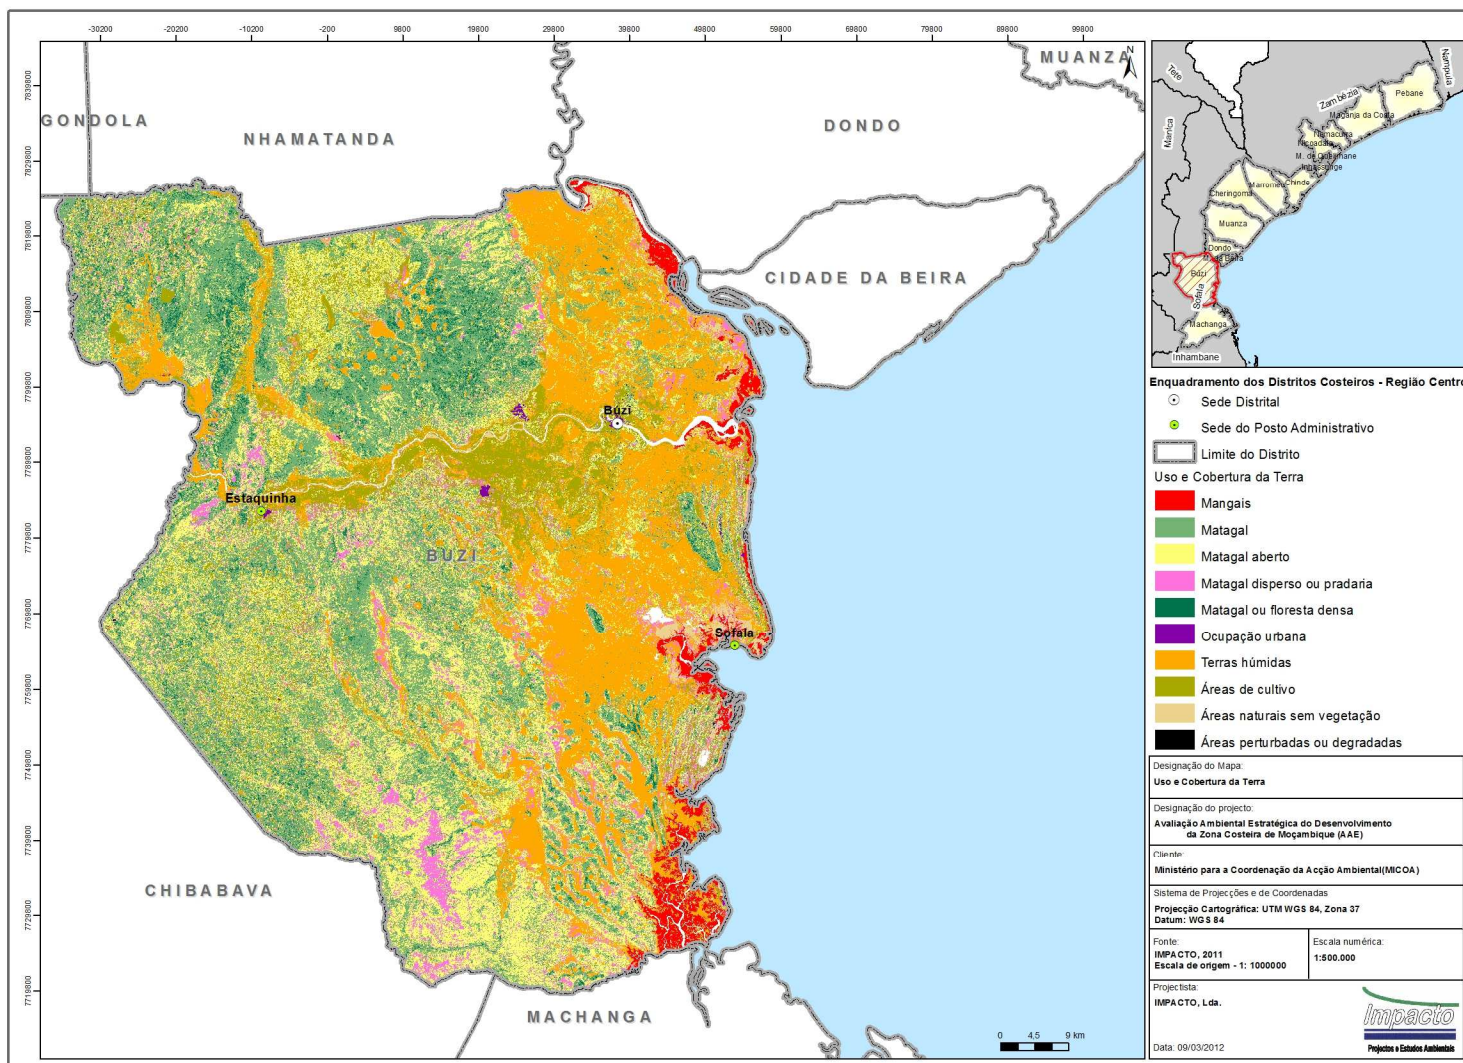 -30200 -20200 -10200 -200 9800 19800 29800 39800 49800 59800 69800 79800 89800 99800
7839800
7829800
7819800
7809800
7799800
7789800
7779800
7769800
7759800
7749800
7739800
7729800
7719800
MUANZA
N
GONDOLA
NHAMATANDA
DONDO
CIDADE DA BEIRA
Búzi
Estaquinha
BÚZI
Sofala
CHIBABAVA
MACHANGA
0 4,5 9 km
Tete
Nampula
Zambézia
Pebane
Maganja da Costa
Manica
Namacurra
Nicoadala
M. de Quelimane
Inhassunge
Chinde
Marromeu
Cheringoma
Muanza
Dondo
M. da Beira
Búzi
Sofala
Machanga
Inhambane
Enquadramento dos Distritos Costeiros - Região Centro
Sede Distrital
Sede do Posto Administrativo
Limite do Distrito
Uso e Cobertura da Terra
Mangais
Matagal
Matagal aberto
Matagal disperso ou pradaria
Matagal ou floresta densa
Ocupação urbana
Terras húmidas
Áreas de cultivo
Áreas naturais sem vegetação
Áreas perturbadas ou degradadas
Designação do Mapa:
Uso e Cobertura da Terra
Designação do projecto:
Avaliação Ambiental Estratégica do Desenvolvimento
da Zona Costeira de Moçambique (AAE)
Cliente:
Ministério para a Coordenação da Acção Ambiental(MICOA)
Sistema de Projecções e de Coordenadas
Projecção Cartográfica: UTM WGS 84, Zona 37
Datum: WGS 84
Fonte:
IMPACTO, 2011
Escala de origem - 1: 1000000
Escala numérica:
1:500.000
Projectista:
IMPACTO, Lda.
Impacto
Projectos e Estudos Ambientais
Data: 09/03/2012